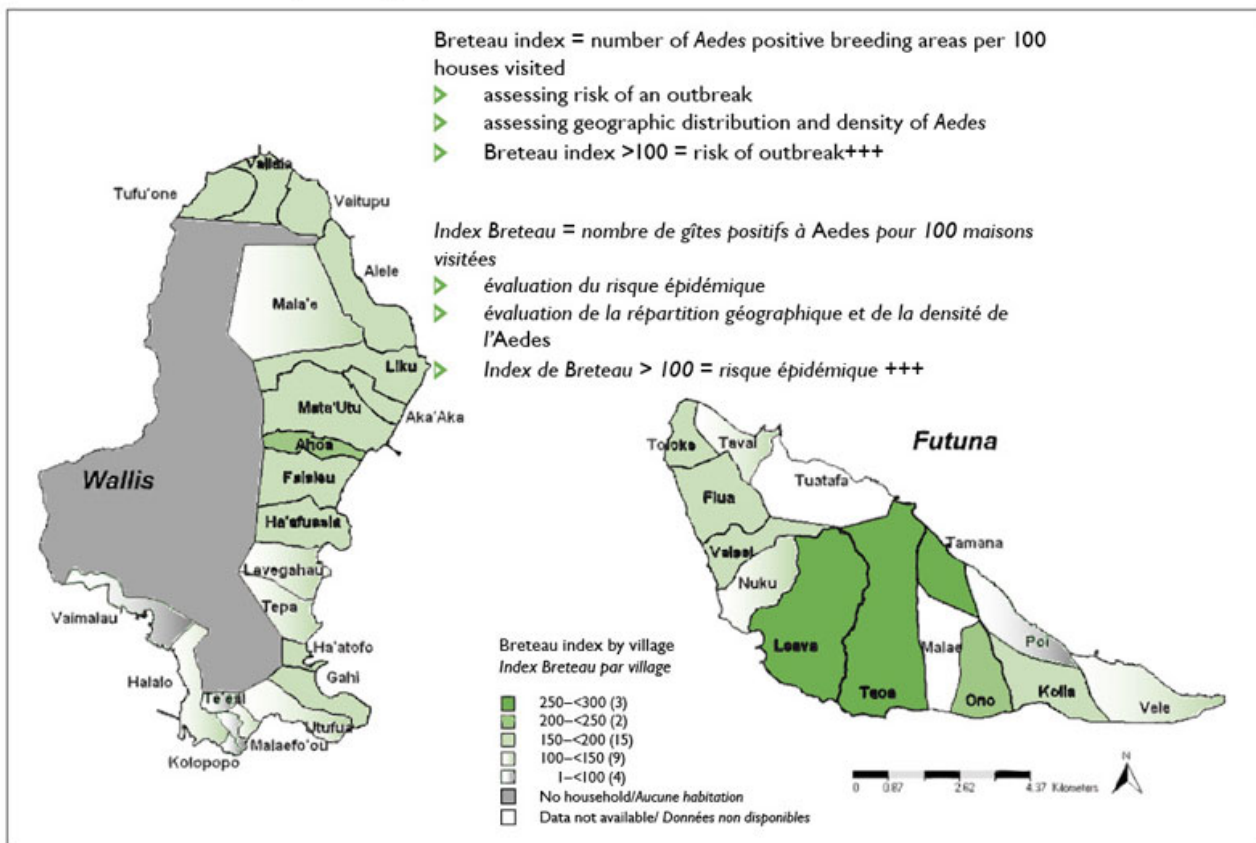 Breteau index = number of Aedes positive breeding areas per 100
houses visited
assessing risk of an outbreak
assessing geographic distribution and density of Aedes
Breteau index >100 = risk of outbreak+++
Index Breteau = nombre de gîtes positifs à Aedes pour 100 maisons
visitées
évaluation du risque épidémique
évaluation de la répartition géographique et de la densité de
l'Aedes
Index de Breteau > 100 = risque épidémique +++
Wallis
Tufu'one
Vaitupu
Alele
Mala'e
Liku
Mata'Utu
Aka'Aka
Ahoa
Ha'afuasia
Lavegahau
Tepa
Vaimalau
Ha'atofo
Gahi
Halalo
Te'esi
Utufua
Malaefo'ou
Kolopopo
Futuna
Toloke
Taval
Tuatafa
Fiua
Vaisei
Nuku
Tamana
Leava
Taoa
Malae
Ono
Poi
Kolia
Vele
Breteau index by village
Index Breteau par village
250–<300 (3)
200–<250 (2)
150–<200 (15)
100–<150 (9)
1–<100 (4)
No household/Aucune habitation
Data not available/ Données non disponibles
N
0 0.87 2.62 4.37 Kilometers